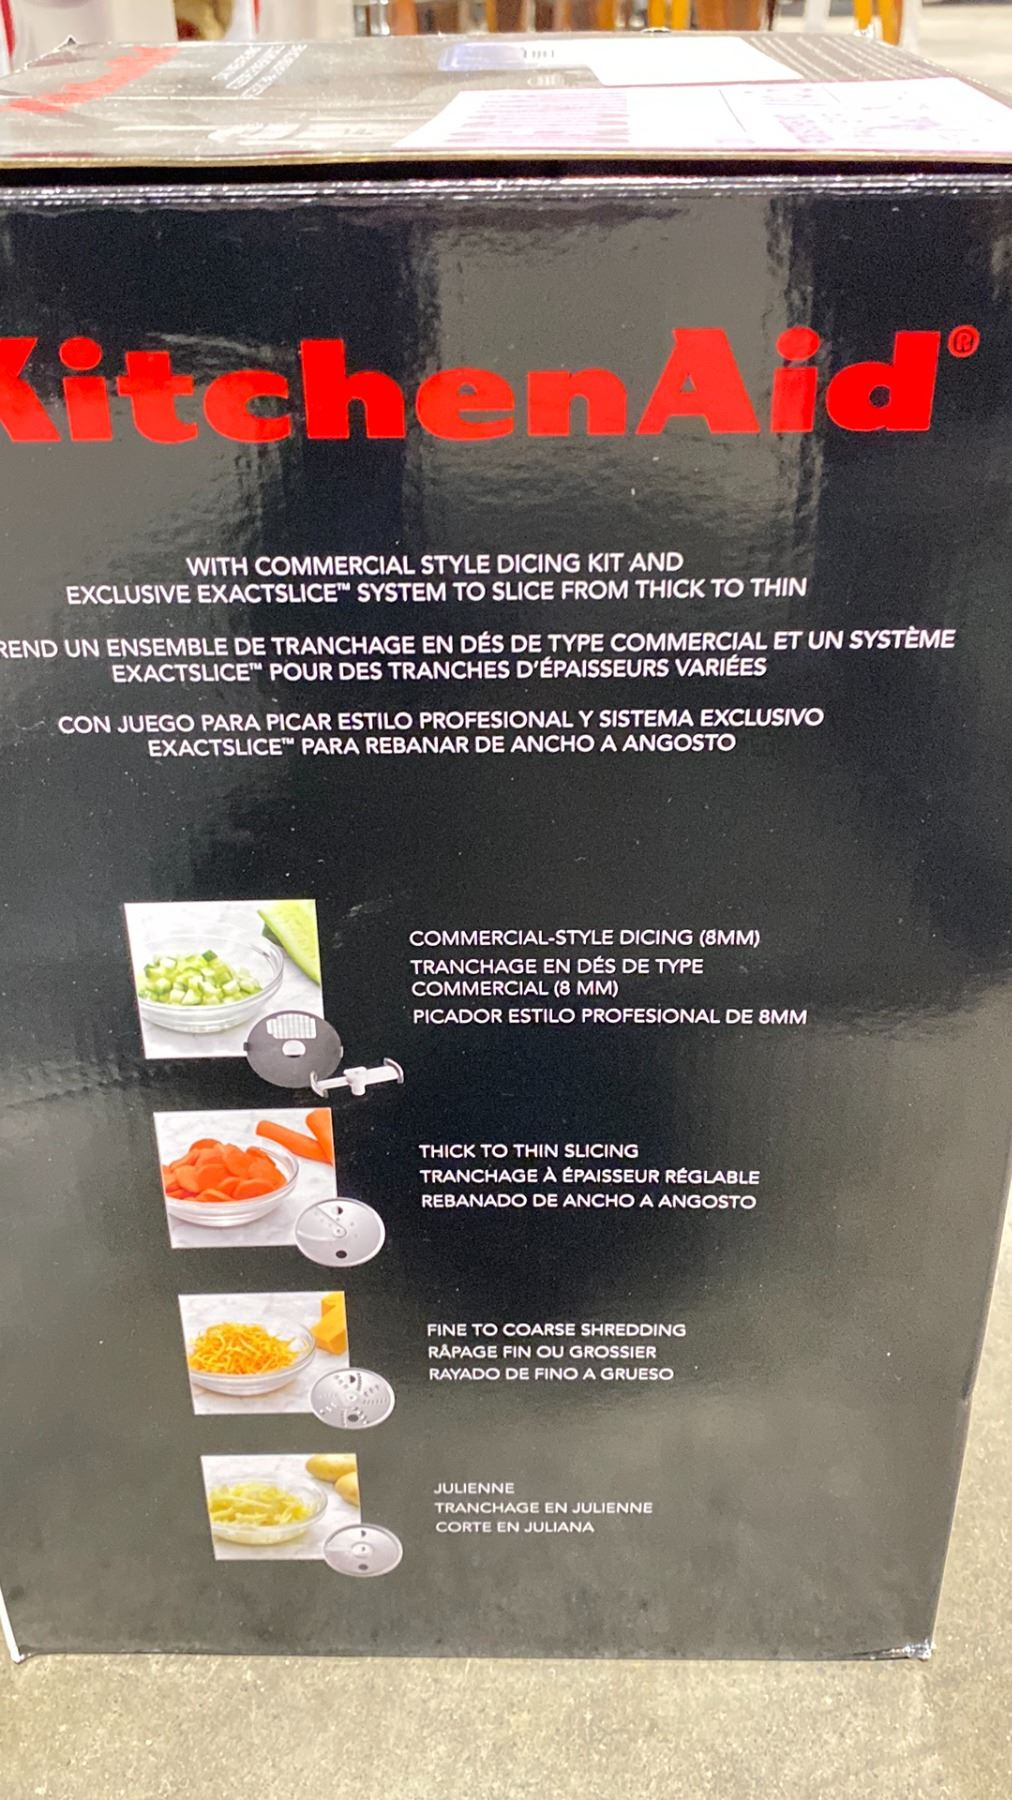 KitchenAid®
WITH COMMERCIAL STYLE DICING KIT AND
EXCLUSIVE EXACTSLICE™ SYSTEM TO SLICE FROM THICK TO THIN
REND UN ENSEMBLE DE TRANCHAGE EN DÉS DE TYPE COMMERCIAL ET UN SYSTÈME
EXACTSLICE™ POUR DES TRANCHES D'ÉPAISSEURS VARIÉES
CON JUEGO PARA PICAR ESTILO PROFESIONAL Y SISTEMA EXCLUSIVO
EXACTSLICE™ PARA REBANAR DE ANCHO A ANGOSTO
COMMERCIAL-STYLE DICING (8MM)
TRANCHAGE EN DÉS DE TYPE
COMMERCIAL (8 MM)
PICADOR ESTILO PROFESIONAL DE 8MM
THICK TO THIN SLICING
TRANCHAGE À ÉPAISSEUR RÉGLABLE
REBANADO DE ANCHO A ANGOSTO
FINE TO COARSE SHREDDING
RÂPAGE FIN OU GROSSIER
RAYADO DE FINO A GRUESO
JULIENNE
TRANCHAGE EN JULIENNE
CORTE EN JULIANA